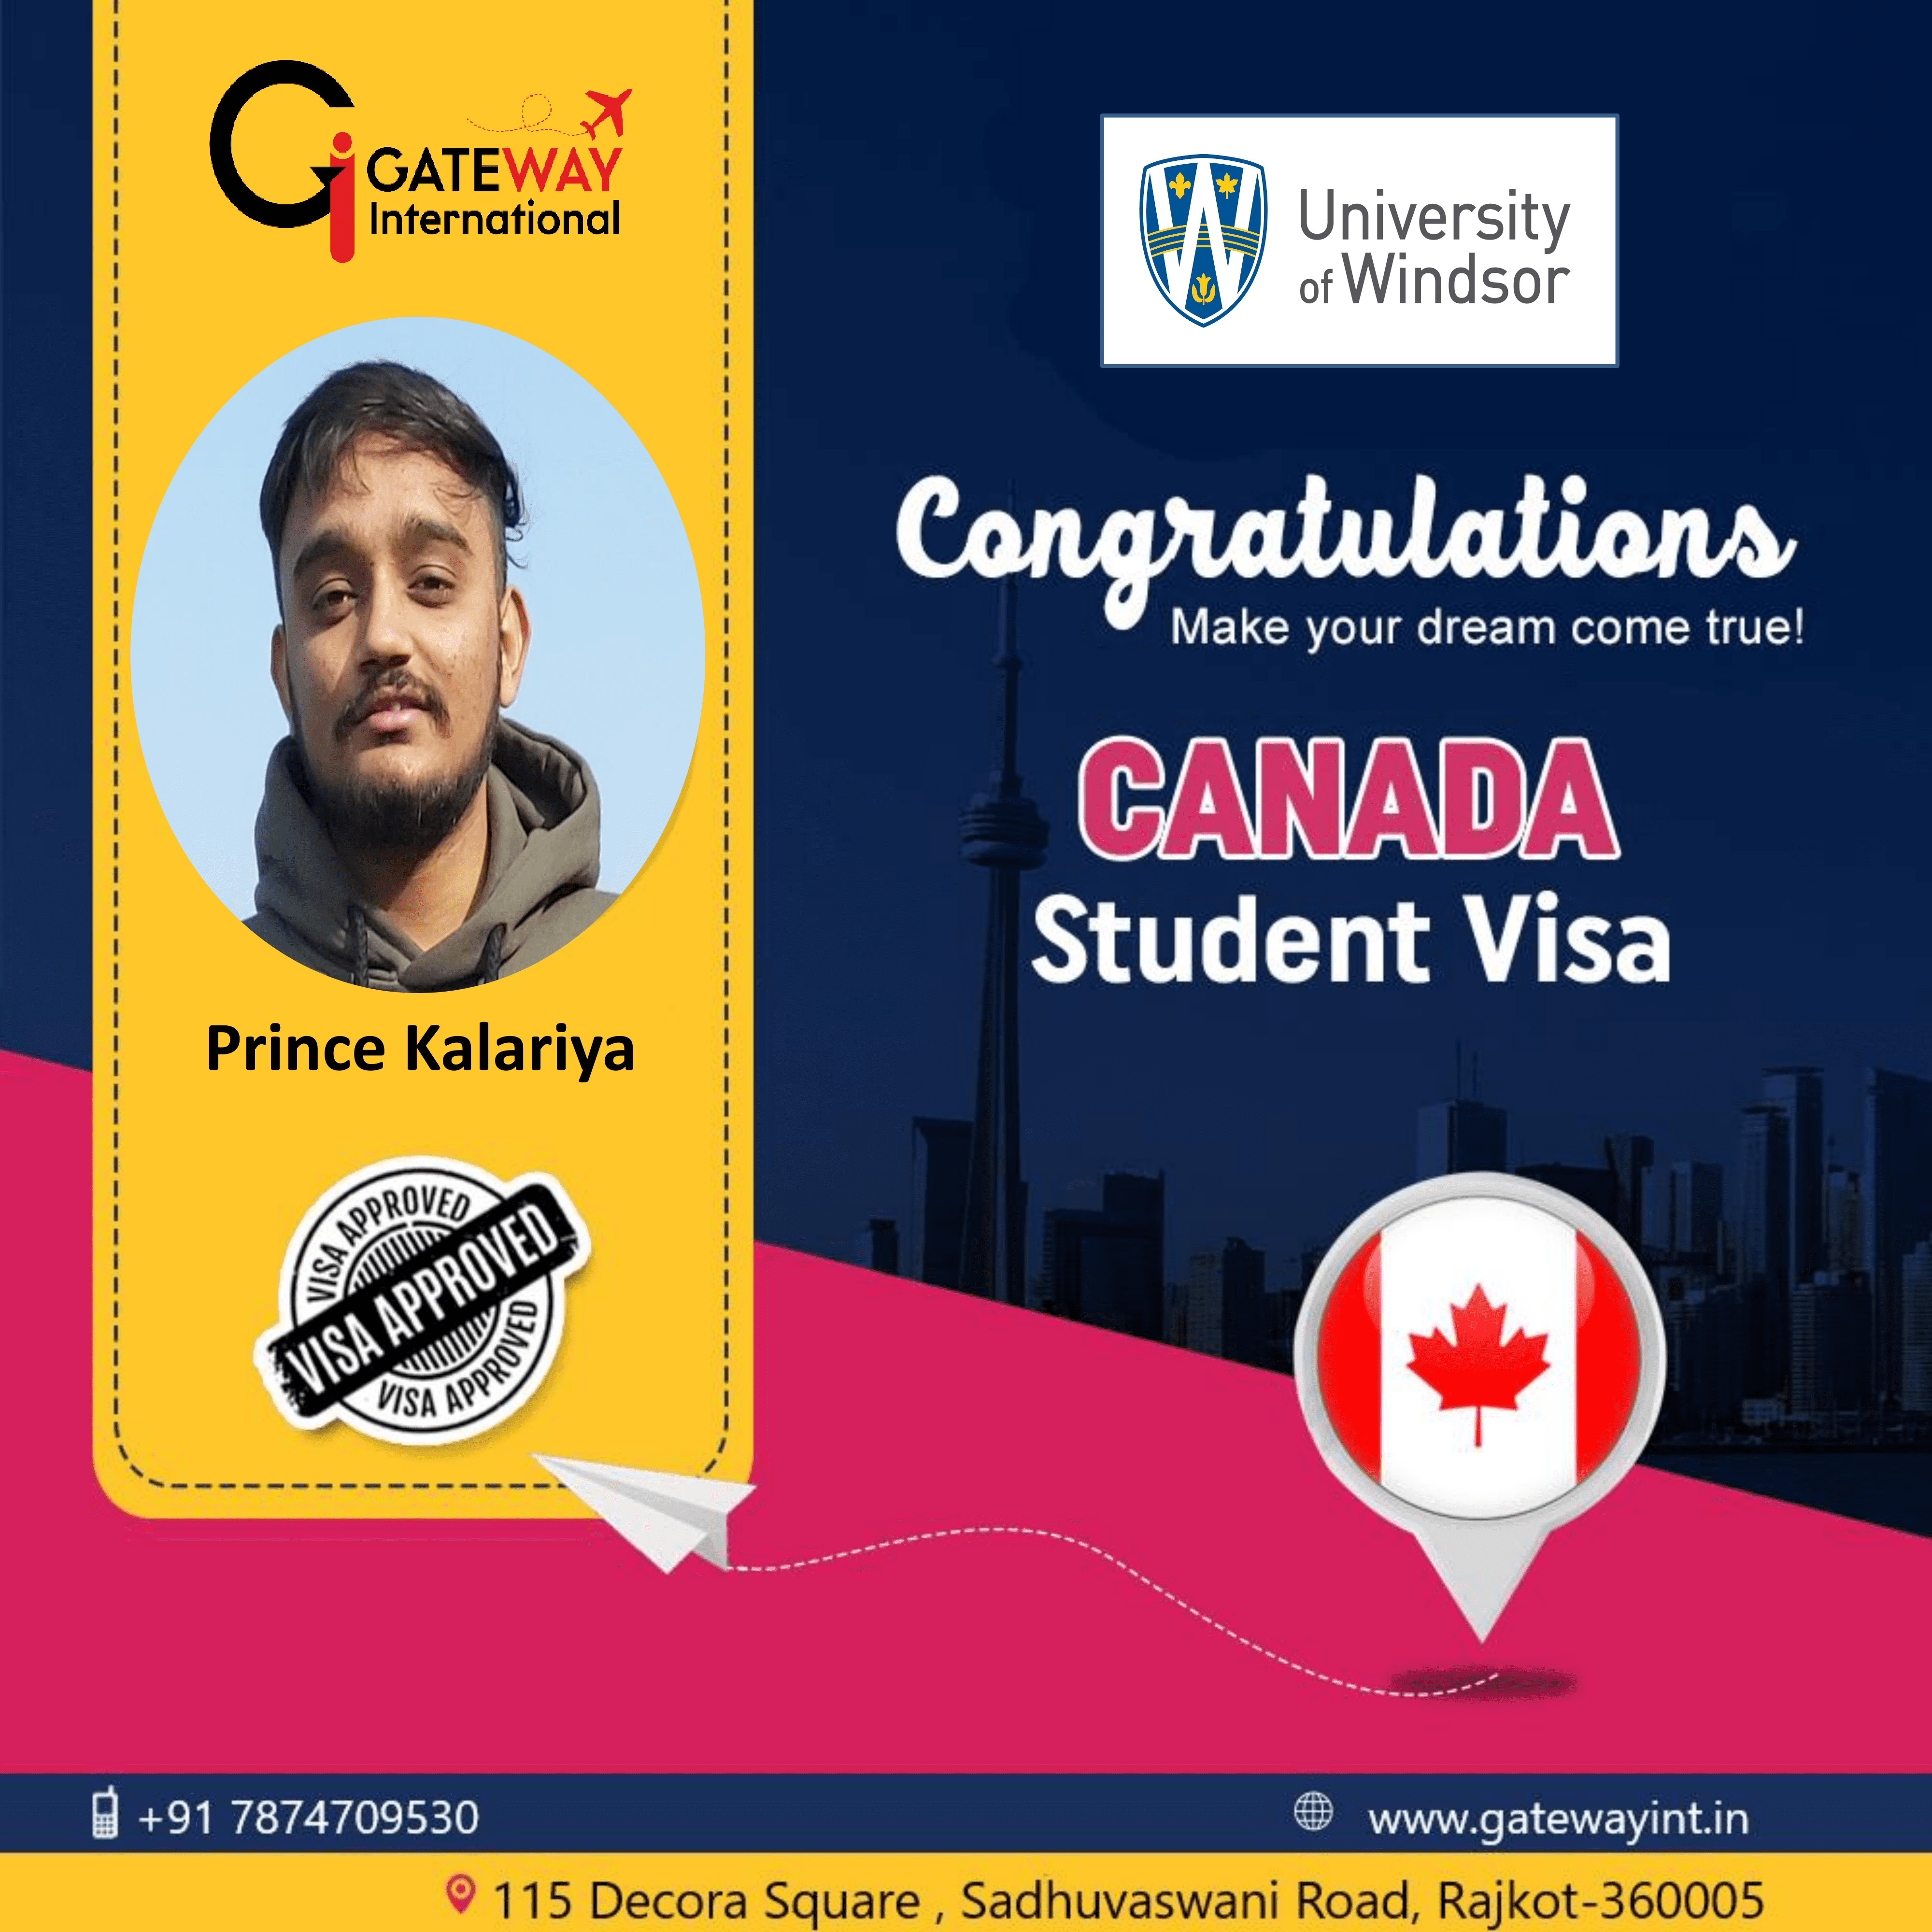 GATEWAY
International
University
of Windsor
Congratulations
Make your dream come true!
CANADA
Student Visa
Prince Kalariya
VISA APPROVED
VISA APPROVED
VISA APPROVED
+91 7874709530
www.gatewayint.in
115 Decora Square , Sadhuvaswani Road, Rajkot-360005